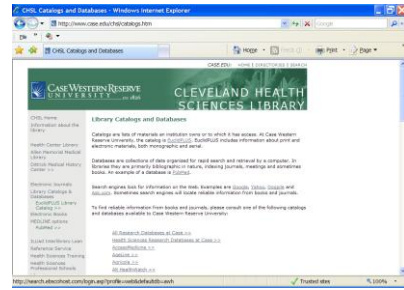 CHSL Catalogs and Databases - Windows Internet Explorer
http://www.case.edu/chsl/catalogs.htm
Google
CHSL Catalogs and Databases
Home
Print
Page
CASE.EDU: HOME | DIRECTORIES | SEARCH
CASE WESTERN RESERVE
UNIVERSITY
CLEVELAND HEALTH
SCIENCES LIBRARY
CHSL Home
Information about the
library
Health Center Library
Allen Memorial Medical
Library
Dittrick Medical History
Center >>
Electronic Journals
Library Catalogs &
Databases
EuclidPLUS Library
Catalog >>
Electronic Books
MEDLINE options
PubMed >>
ILLiad Interlibrary Loan
Reference Service
Health Sciences Training
Health Sciences
Professional Schools
Library Catalogs and Databases
Catalogs are lists of materials an institution owns or to which it has access. At Case Western
Reserve University, the catalog is EuclidPLUS. EuclidPLUS includes information about print and
electronic materials, both monographic and serial.
Databases are collections of data organized for rapid search and retrieval by a computer. In
libraries they are primarily bibliographic in nature, indexing journals, meetings and sometimes
books. An example of a database is PubMed.
Search engines look for information on the Web. Examples are Google, Yahoo, Dogpile and
Ask.com. Sometimes search engines will locate reliable information from books and journals.
To find reliable information from books and journals, please consult one of the following catalogs
and databases available to Case Western Reserve University:
All Research Databases at Case >>
Health Sciences Research Databases at Case >>
AccessMedicine >>
AgeLine >>
Agricola >>
Alt HealthWatch >>
http://search.ebscohost.com/login.asp?profile=web&defaultdb=awh
Trusted sites
100%